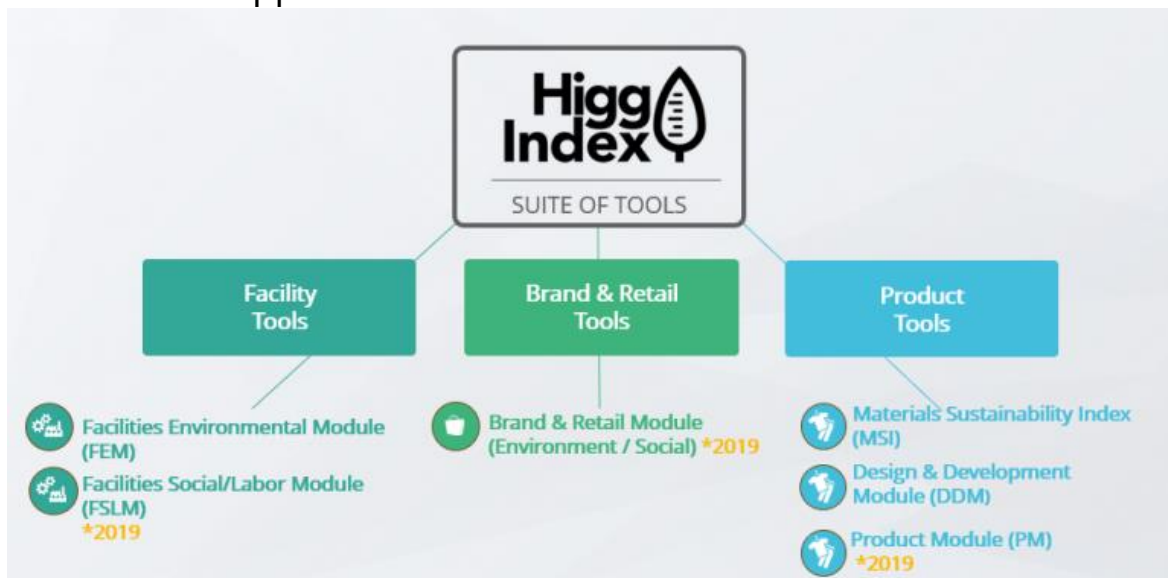 Higg
Index
SUITE OF TOOLS
Facility
Tools
Brand & Retail
Tools
Product
Tools
Facilities Environmental Module
(FEM)
Facilities Social/Labor Module
(FSLM)
*2019
Brand & Retail Module
(Environment / Social) *2019
Materials Sustainability Index
(MSI)
Design & Development
Module (DDM)
Product Module (PM)
*2019